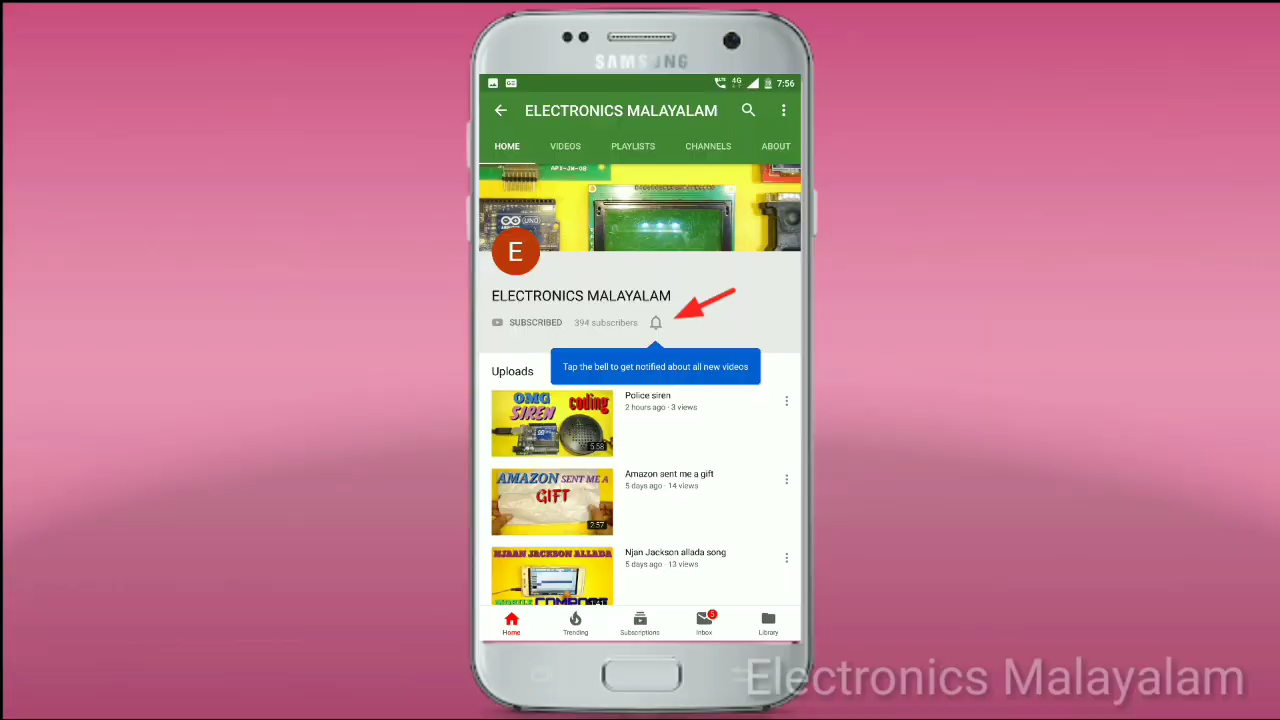 SAMSUNG
4G
7:56
ELECTRONICS MALAYALAM
HOME VIDEOS PLAYLISTS CHANNELS ABOUT
UNO
E
ELECTRONICS MALAYALAM
SUBSCRIBED 394 subscribers
Tap the bell to get notified about all new videos
Uploads
OMG SIREN coding
5:58
Police siren
2 hours ago · 3 views
AMAZON SENT ME A
GIFT
2:57
Amazon sent me a gift
5 days ago · 14 views
NJAAN JACKSON ALLADA
Njan Jackson allada song
5 days ago · 13 views
5
Home Trending Subscriptions Inbox Library
Electronics Malayalam